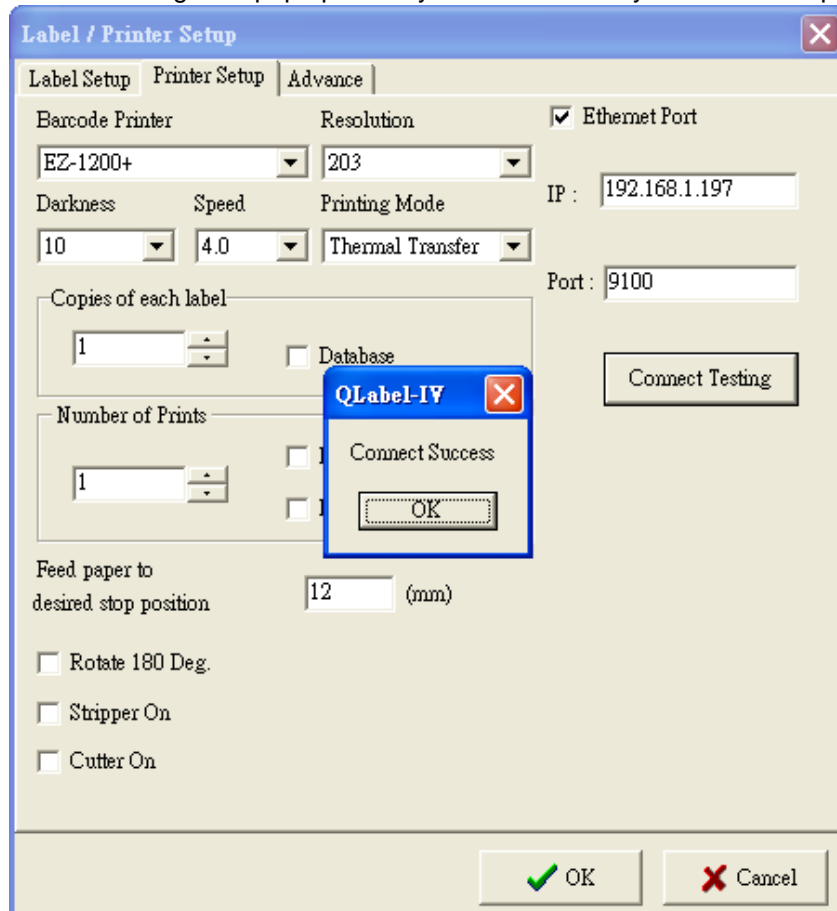 Label / Printer Setup
Label Setup Printer Setup Advance
Barcode Printer Resolution
EZ-1200+ 203
Darkness Speed Printing Mode
10 4.0 Thermal Transfer
Copies of each label
1
Database
Number of Prints
1
Feed paper to
desired stop position
12 (mm)
Rotate 180 Deg.
Stripper On
Cutter On
Ethernet Port
IP : 192.168.1.197
Port : 9100
Connect Testing
QLabel-IV
Connect Success
OK
OK Cancel